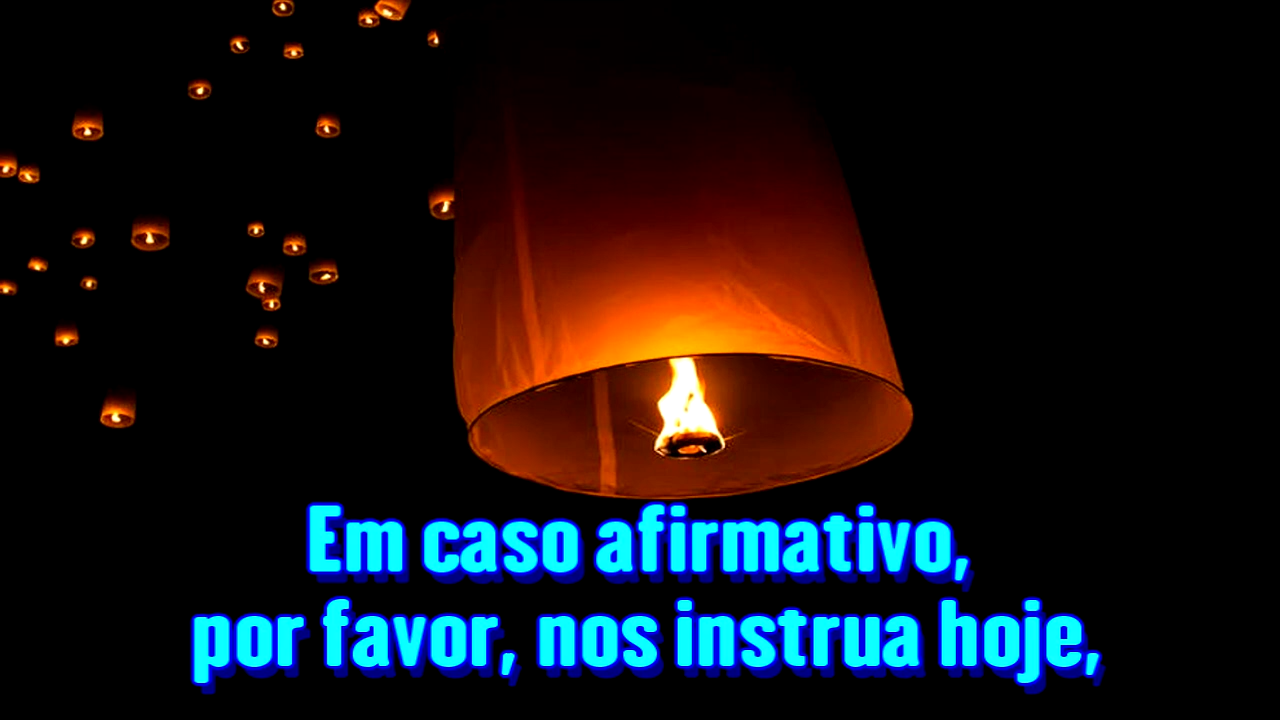 Em caso afirmativo,
por favor, nos instrua hoje,